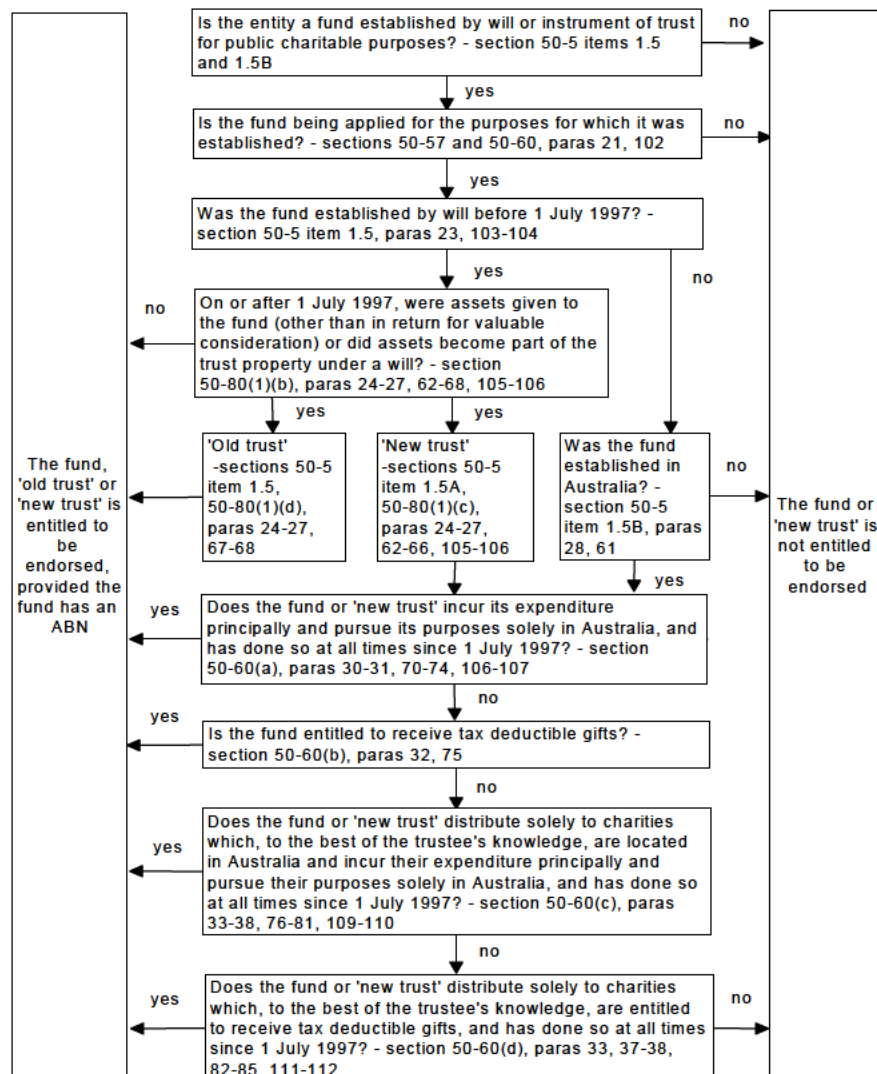 Is the entity a fund established by will or instrument of trust
for public charitable purposes? - section 50-5 items 1.5
and 1.5B
no
yes
Is the fund being applied for the purposes for which it was
established? - sections 50-57 and 50-60, paras 21, 102
no
yes
Was the fund established by will before 1 July 1997? -
section 50-5 item 1.5, paras 23, 103-104
yes
no
no
On or after 1 July 1997, were assets given to
the fund (other than in return for valuable
consideration) or did assets become part of the
trust property under a will? - section
50-80(1)(b), paras 24-27, 62-68, 105-106
yes
yes
'Old trust'
-sections 50-5
item 1.5,
50-80(1)(d),
paras 24-27,
67-68
'New trust'
-sections 50-5
item 1.5A,
50-80(1)(c),
paras 24-27,
62-66, 105-106
Was the fund
established in
Australia? -
section 50-5
item 1.5B, paras
28, 61
no
The fund,
'old trust' or
'new trust' is
entitled to
be
endorsed,
provided the
fund has an
ABN
The fund or
'new trust' is
not entitled
to be
endorsed
yes
yes
Does the fund or 'new trust' incur its expenditure
principally and pursue its purposes solely in Australia, and
has done so at all times since 1 July 1997? - section
50-60(a), paras 30-31, 70-74, 106-107
no
yes
Is the fund entitled to receive tax deductible gifts? -
section 50-60(b), paras 32, 75
no
yes
Does the fund or 'new trust' distribute solely to charities
which, to the best of the trustee's knowledge, are located
in Australia and incur their expenditure principally and
pursue their purposes solely in Australia, and has done so
at all times since 1 July 1997? - section 50-60(c), paras
33-38, 76-81, 109-110
no
yes
Does the fund or 'new trust' distribute solely to charities
which, to the best of the trustee's knowledge, are entitled
to receive tax deductible gifts, and has done so at all times
since 1 July 1997? - section 50-60(d), paras 33, 37-38,
82-85, 111-112
no